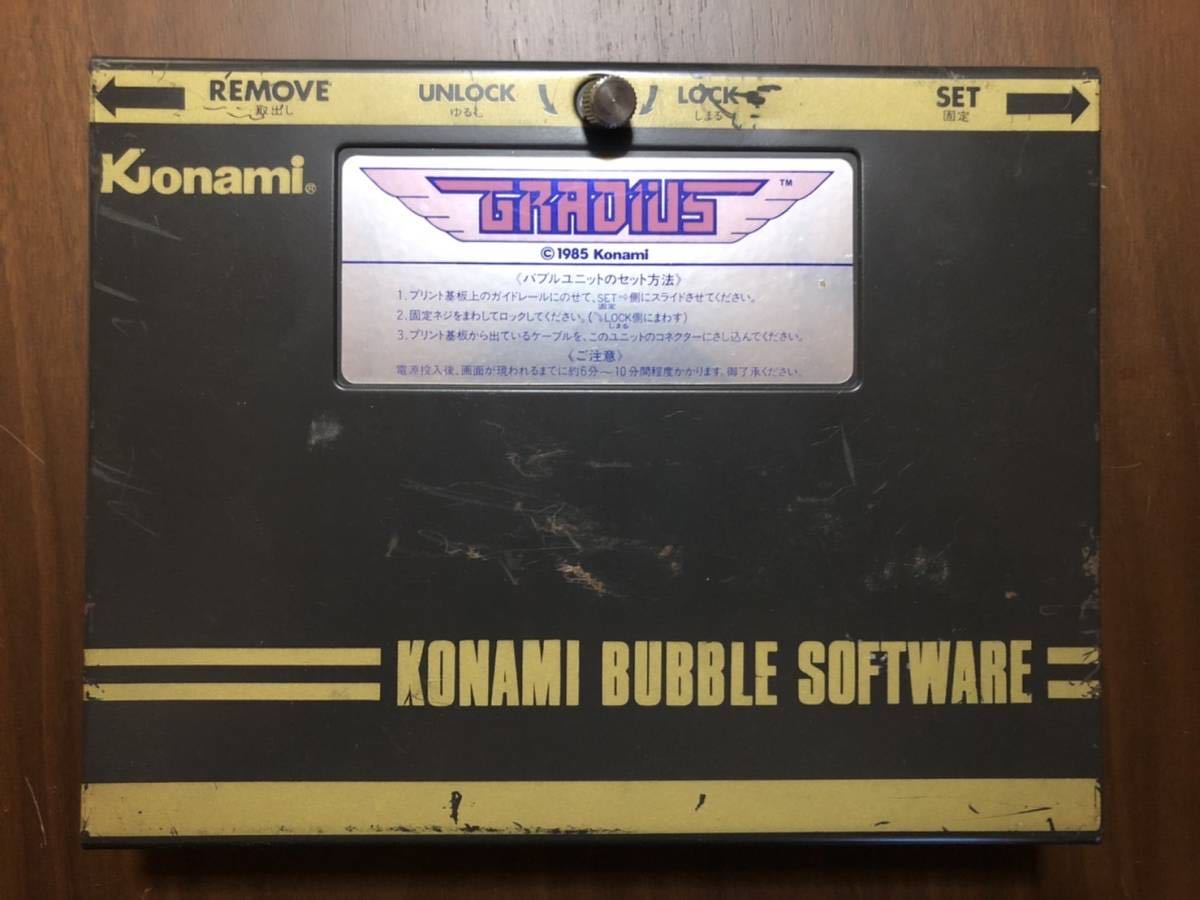 REMOVE UNLOCK LOCK SET
取出し ゆるむ しまる 固定
Konami®
GRADIUS™
©1985 Konami
《バブルユニットのセット方法》
1. プリント基板上のガイドレールにのせて、SET⇨側にスライドさせてください。
固定
2. 固定ネジをまわしてロックしてください。(LOCK側にまわす)
しまる
3. プリント基板から出ているケーブルを、このユニットのコネクターにさし込んでください。
《ご注意》
電源投入後、画面が現われるまでに約6分〜10分間程度かかります。御了承ください。
KONAMI BUBBLE SOFTWARE